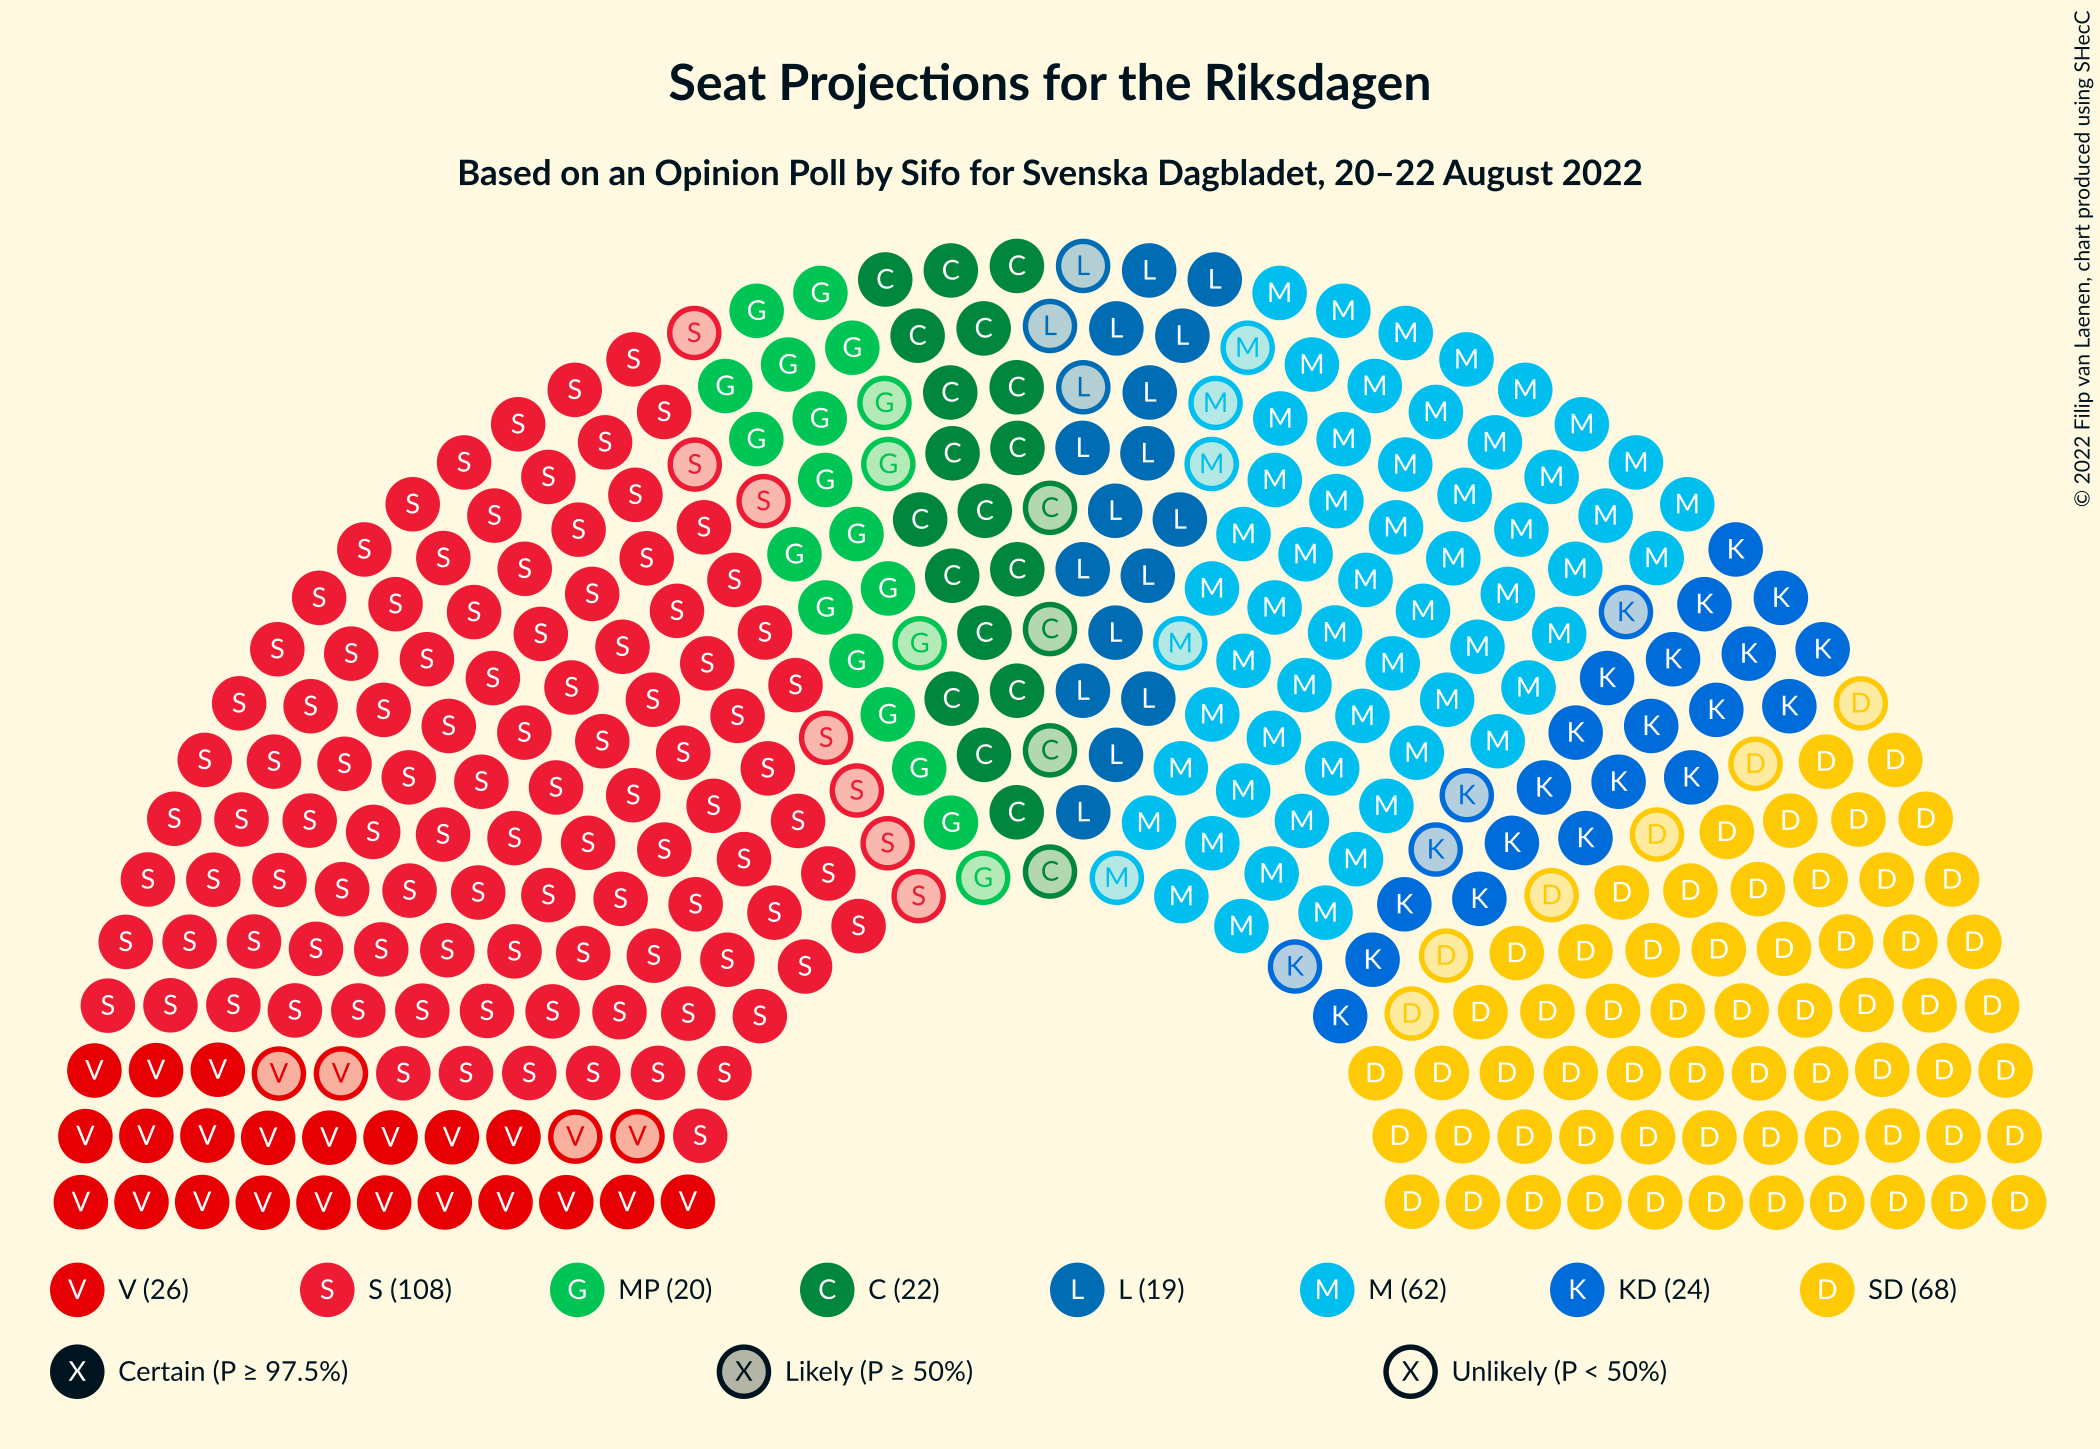 Seat Projections for the Riksdagen
Based on an Opinion Poll by Sifo for Svenska Dagbladet, 20–22 August 2022
© 2022 Filip van Laenen, chart produced using SHecC
V V (26)
S S (108)
G MP (20)
C C (22)
L L (19)
M M (62)
K KD (24)
D SD (68)
X Certain (P ≥ 97.5%)
X Likely (P ≥ 50%)
X Unlikely (P < 50%)